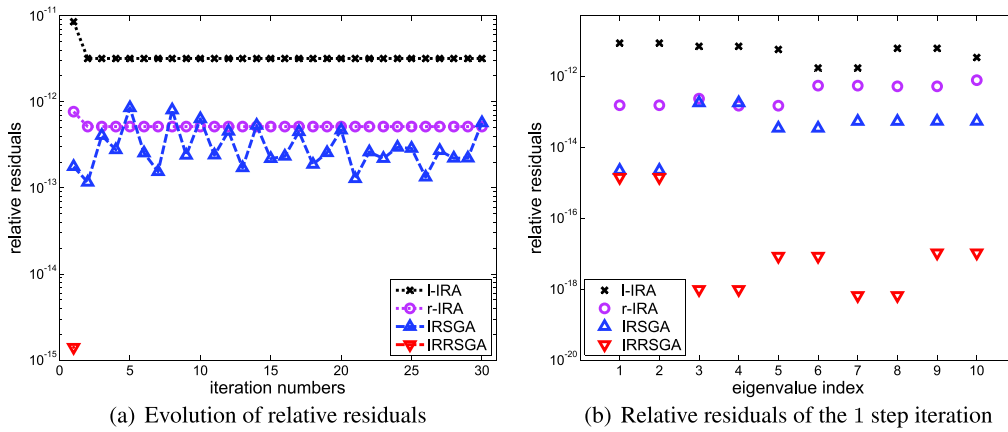 10^-11
10^-12
10^-13
10^-14
10^-15
relative residuals
0 5 10 15 20 25 30
iteration numbers
l-IRA
r-IRA
IRSGA
IRRSGA
(a) Evolution of relative residuals
10^-12
10^-14
10^-16
10^-18
10^-20
relative residuals
1 2 3 4 5 6 7 8 9 10
eigenvalue index
l-IRA
r-IRA
IRSGA
IRRSGA
(b) Relative residuals of the 1 step iteration